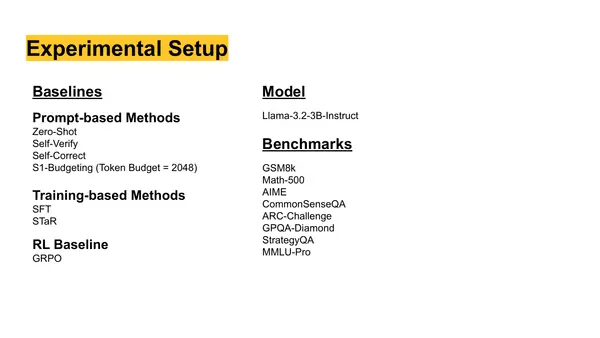 Experimental Setup
Baselines
Prompt-based Methods
Zero-Shot
Self-Verify
Self-Correct
S1-Budgeting (Token Budget = 2048)
Training-based Methods
SFT
STaR
RL Baseline
GRPO
Model
Llama-3.2-3B-Instruct
Benchmarks
GSM8k
Math-500
AIME
CommonSenseQA
ARC-Challenge
GPQA-Diamond
StrategyQA
MMLU-Pro